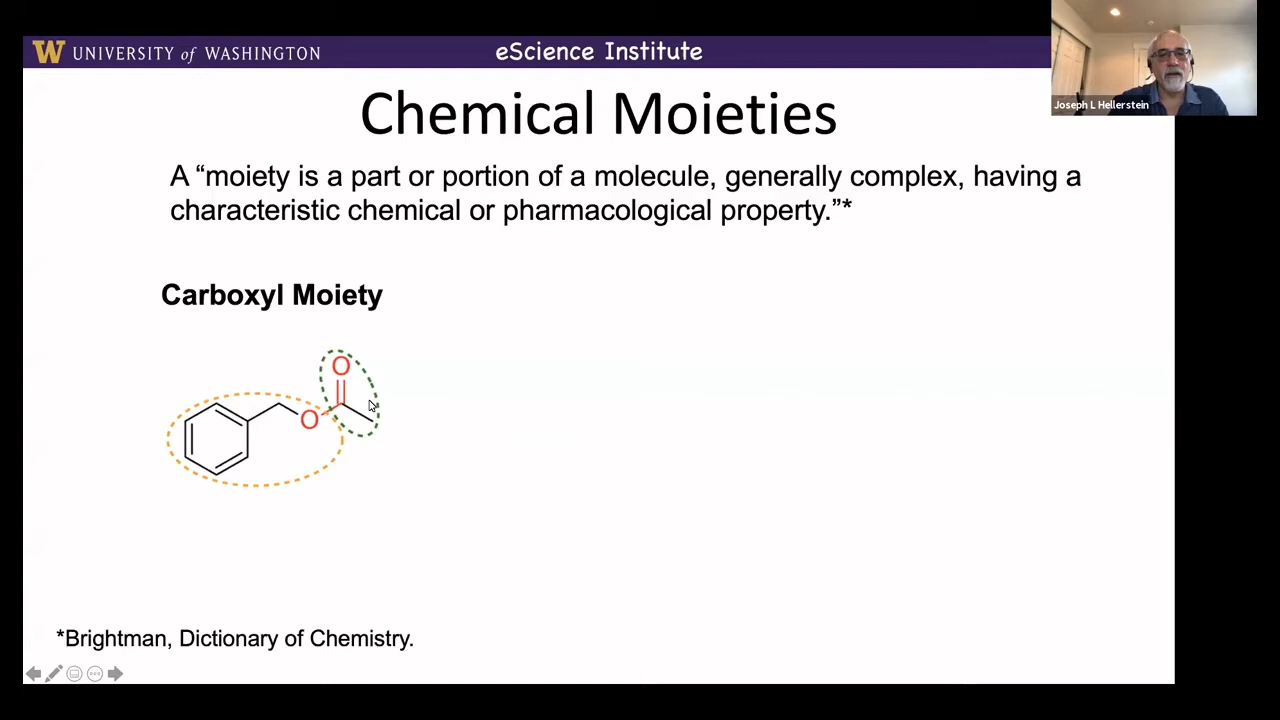 W UNIVERSITY of WASHINGTON
eScience Institute
Joseph L Hellerstein
Chemical Moieties
A “moiety is a part or portion of a molecule, generally complex, having a
characteristic chemical or pharmacological property.”*
Carboxyl Moiety
O
O
*Brightman, Dictionary of Chemistry.